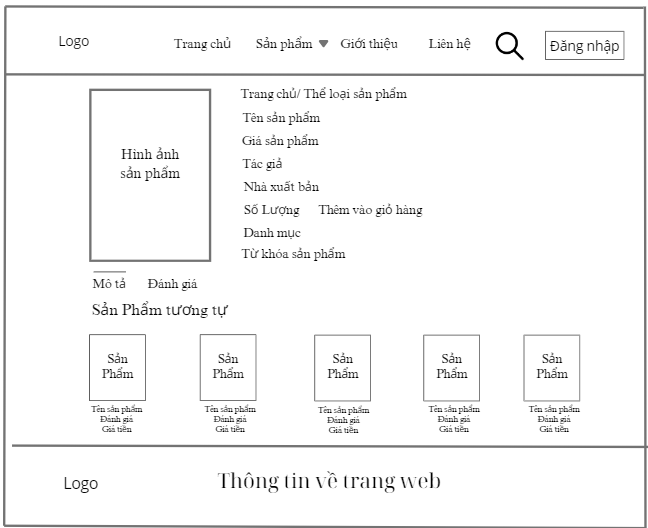 Logo
Trang chủ
Sản phẩm
Giới thiệu
Liên hệ
Đăng nhập
Hình ảnh
sản phẩm
Trang chủ/ Thể loại sản phẩm
Tên sản phẩm
Giá sản phẩm
Tác giả
Nhà xuất bản
Số Lượng
Thêm vào giỏ hàng
Danh mục
Từ khóa sản phẩm
Mô tả
Đánh giá
Sản Phẩm tương tự
Sản
Phẩm
Tên sản phẩm
Đánh giá
Giá tiền
Sản
Phẩm
Tên sản phẩm
Đánh giá
Giá tiền
Sản
Phẩm
Tên sản phẩm
Đánh giá
Giá tiền
Sản
Phẩm
Tên sản phẩm
Đánh giá
Giá tiền
Sản
Phẩm
Tên sản phẩm
Đánh giá
Giá tiền
Logo
Thông tin về trang web